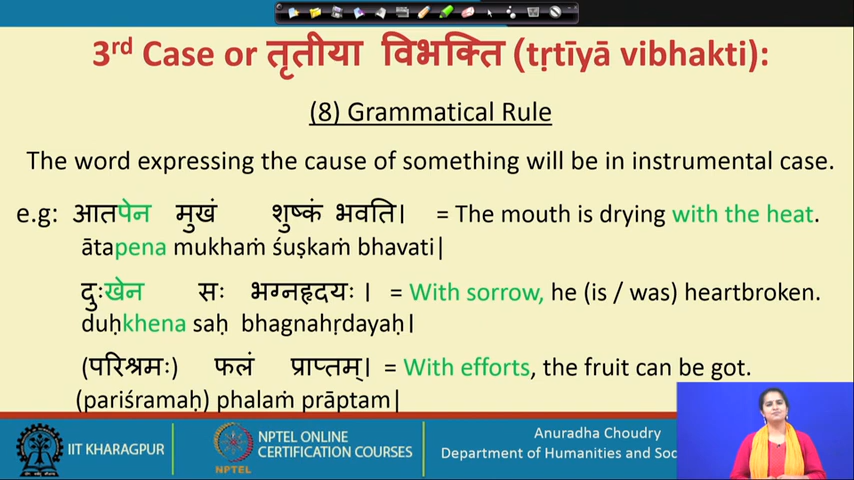 3rd Case or तृतीया विभक्ति (tṛtīyā vibhakti):
(8) Grammatical Rule
The word expressing the cause of something will be in instrumental case.
e.g: आतपेन मुखं शुष्कं भवति। = The mouth is drying with the heat.
ātapena mukhaṁ śuṣkaṁ bhavati|
दुःखेन सः भग्नहृदयः । = With sorrow, he (is / was) heartbroken.
duḥkhena saḥ bhagnahṛdayaḥ|
(परिश्रमः) फलं प्राप्तम्। = With efforts, the fruit can be got.
(pariśramaḥ) phalaṁ prāptam|
IIT KHARAGPUR
NPTEL
NPTEL ONLINE
CERTIFICATION COURSES
Anuradha Choudry
Department of Humanities and Soc